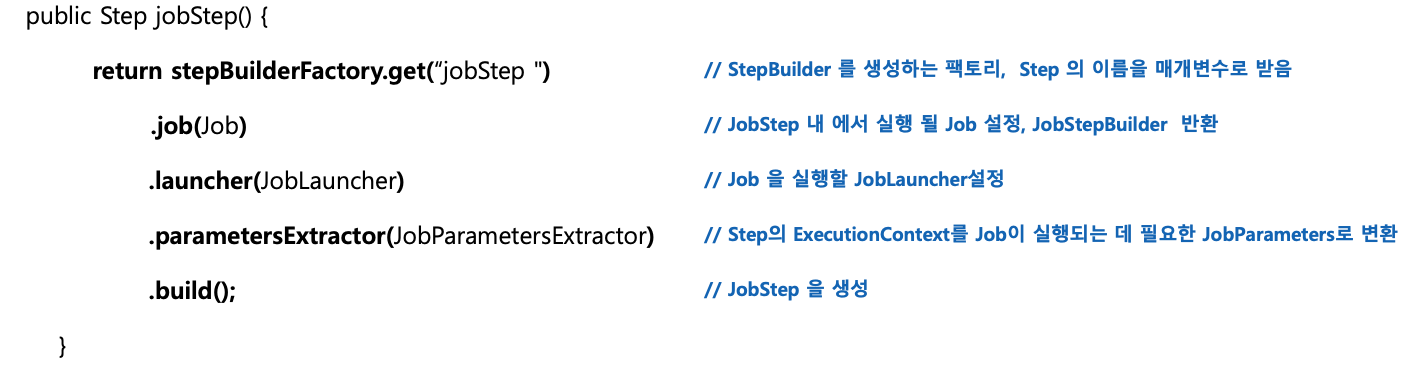 public Step jobStep() {
return stepBuilderFactory.get(“jobStep ") // StepBuilder 를 생성하는 팩토리, Step 의 이름을 매개변수로 받음
.job(Job) // JobStep 내 에서 실행 될 Job 설정, JobStepBuilder 반환
.launcher(JobLauncher) // Job 을 실행할 JobLauncher설정
.parametersExtractor(JobParametersExtractor) // Step의 ExecutionContext를 Job이 실행되는 데 필요한 JobParameters로 변환
.build(); // JobStep 을 생성
}